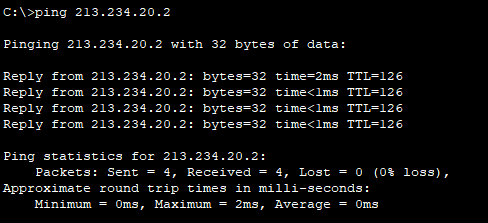 C:\>ping 213.234.20.2
Pinging 213.234.20.2 with 32 bytes of data:
Reply from 213.234.20.2: bytes=32 time=2ms TTL=126
Reply from 213.234.20.2: bytes=32 time<1ms TTL=126
Reply from 213.234.20.2: bytes=32 time<1ms TTL=126
Reply from 213.234.20.2: bytes=32 time<1ms TTL=126
Ping statistics for 213.234.20.2:
Packets: Sent = 4, Received = 4, Lost = 0 (0% loss),
Approximate round trip times in milli-seconds:
Minimum = 0ms, Maximum = 2ms, Average = 0ms